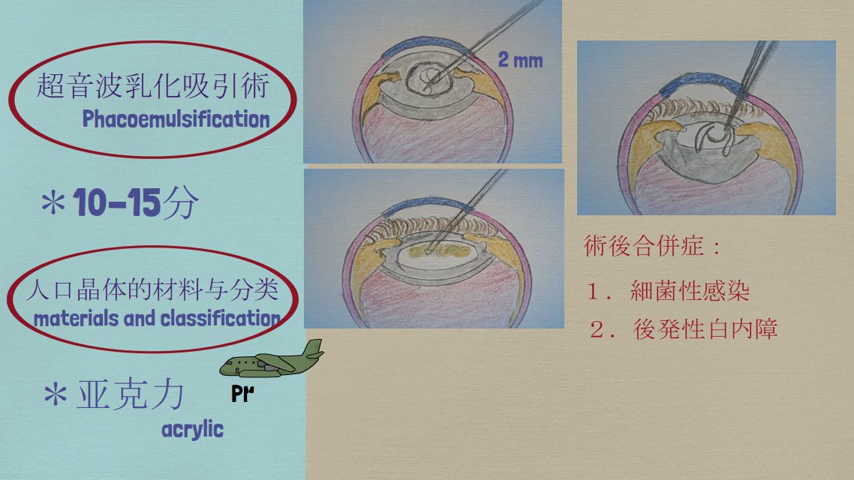 超音波乳化吸引術
Phacoemulsification
＊10-15分
人口晶体的材料与分类
materials and classification
＊亚克力
acrylic
Pr
2 mm
術後合併症：
１．細菌性感染
２．後発性白内障